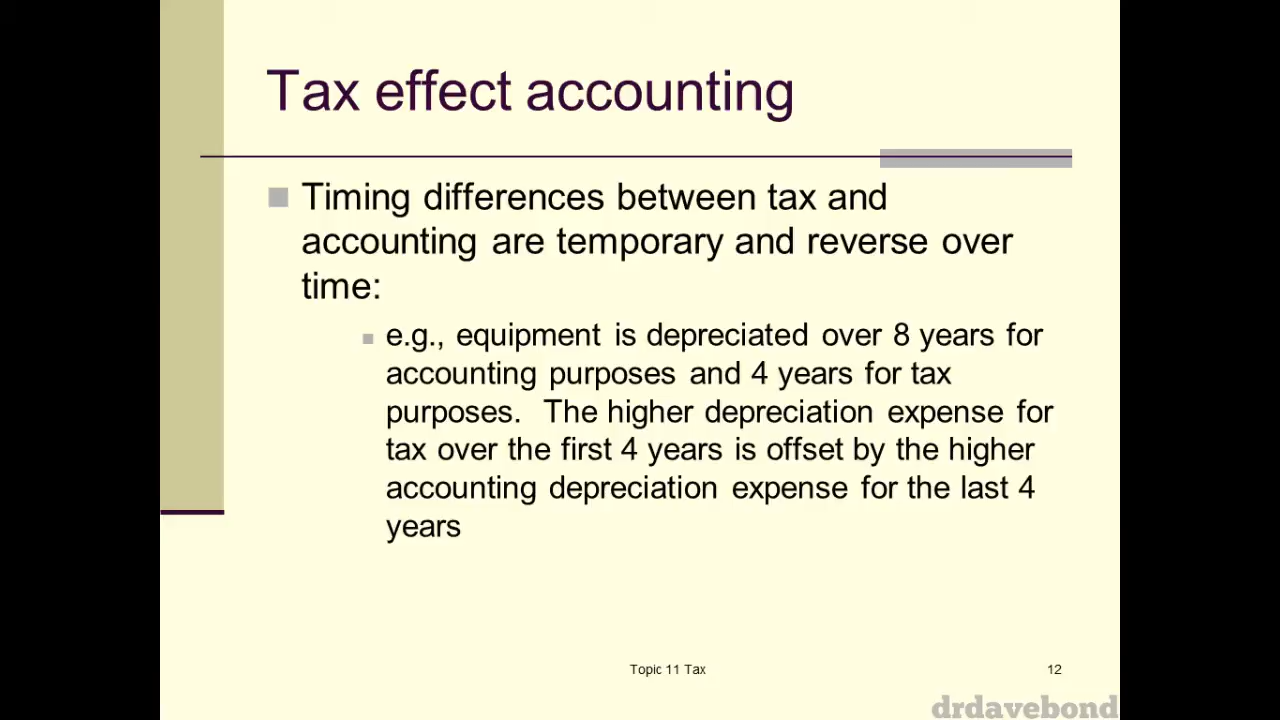 Tax effect accounting
Timing differences between tax and
accounting are temporary and reverse over
time:
e.g., equipment is depreciated over 8 years for
accounting purposes and 4 years for tax
purposes. The higher depreciation expense for
tax over the first 4 years is offset by the higher
accounting depreciation expense for the last 4
years
Topic 11 Tax
12
drdavebond